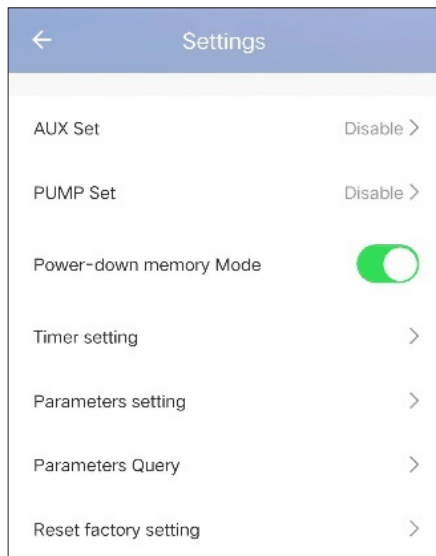 Settings
AUX Set Disable
PUMP Set Disable
Power-down memory Mode
Timer setting
Parameters setting
Parameters Query
Reset factory setting